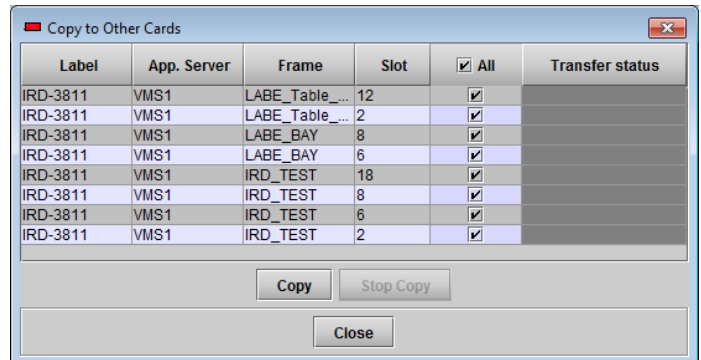 Copy to Other Cards
Label App. Server Frame Slot All Transfer status
IRD-3811 VMS1 LABE_Table_... 12
IRD-3811 VMS1 LABE_Table_... 2
IRD-3811 VMS1 LABE_BAY 8
IRD-3811 VMS1 LABE_BAY 6
IRD-3811 VMS1 IRD_TEST 18
IRD-3811 VMS1 IRD_TEST 8
IRD-3811 VMS1 IRD_TEST 6
IRD-3811 VMS1 IRD_TEST 2
Copy Stop Copy
Close